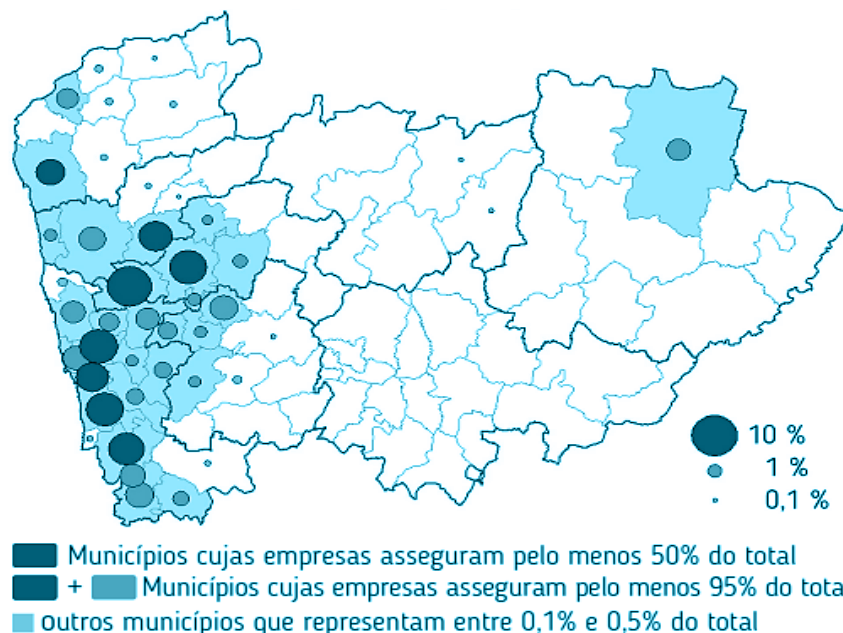 10 %
1 %
0,1 %
Municípios cujas empresas asseguram pelo menos 50% do total
+ Municípios cujas empresas asseguram pelo menos 95% do tota
outros municípios que representam entre 0,1% e 0,5% do total